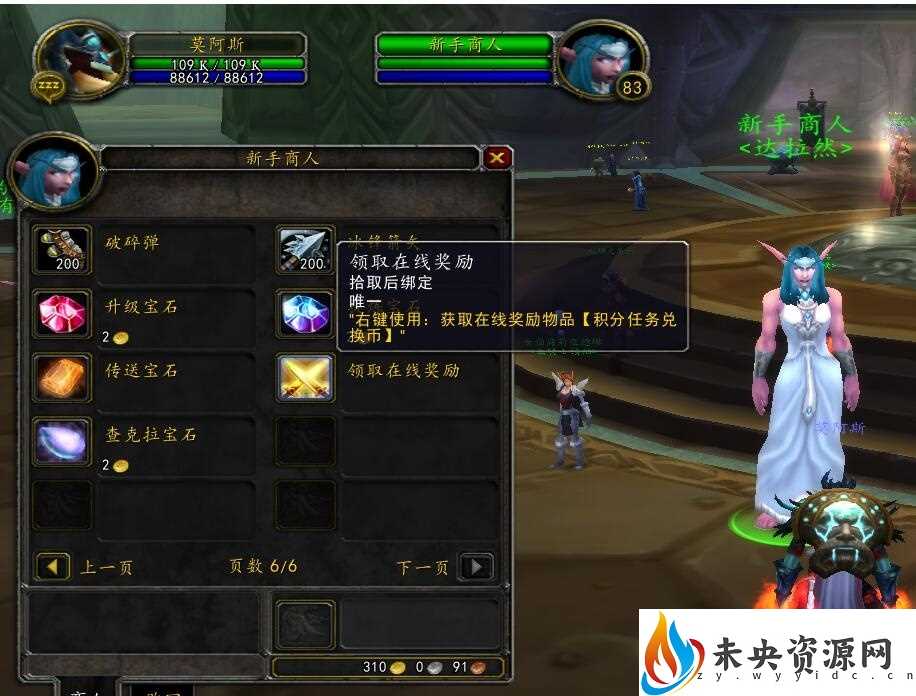 莫阿斯
109 K / 109 K
88612 / 88612
zzz
新手商人
83
新手商人
<达拉然>
新手商人
破碎弹
200
200
领取在线奖励
拾取后绑定
唯一
"右键使用：获取在线奖励物品【积分任务兑
换币】"
升级宝石
2
传送宝石
领取在线奖励
查克拉宝石
2
上一页
页数 6/6
下一页
310 0 91
莫阿斯
未央资源网
zy.wyyidc.cn